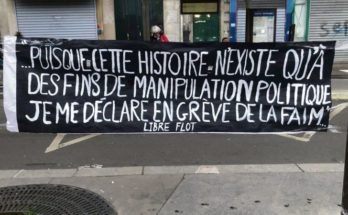 "...PUISQUE CETTE HISTOIRE N'EXISTE QU'À
DES FINS DE MANIPULATION POLITIQUE
JE ME DÉCLARE EN GRÈVE DE LA FAIM"
LIBRE FLOT